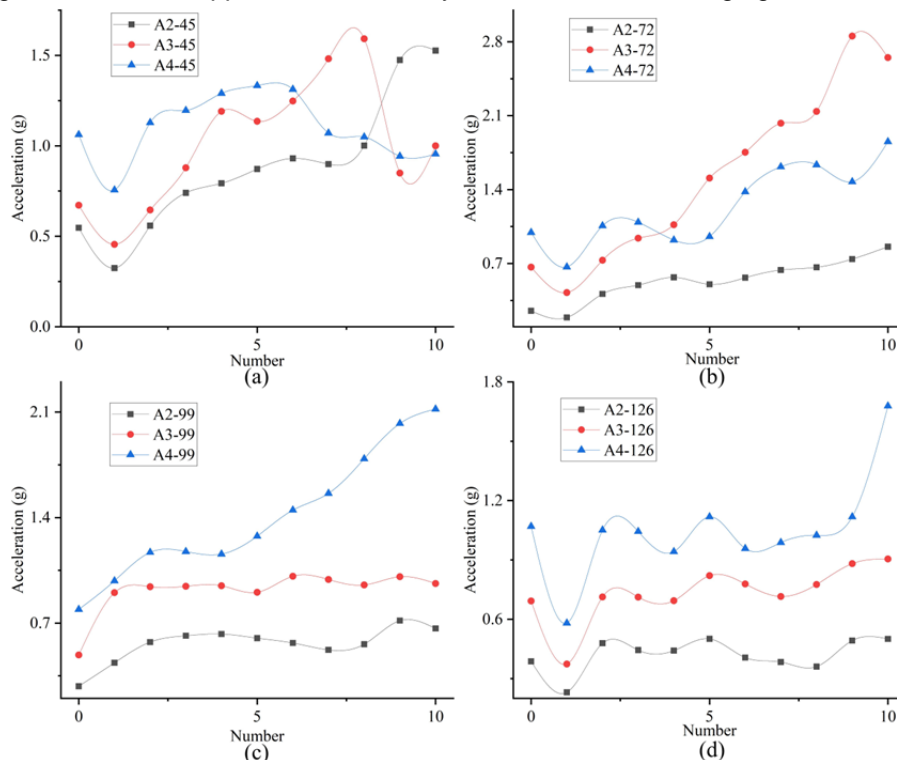 A2-45
A3-45
A4-45
Acceleration (g)
1.5
1.0
0.5
0.0
0
5
10
Number
(a)
A2-72
A3-72
A4-72
Acceleration (g)
2.8
2.1
1.4
0.7
0
5
10
Number
(b)
A2-99
A3-99
A4-99
Acceleration (g)
2.1
1.4
0.7
0
5
10
Number
(c)
A2-126
A3-126
A4-126
Acceleration (g)
1.8
1.2
0.6
0
5
10
Number
(d)